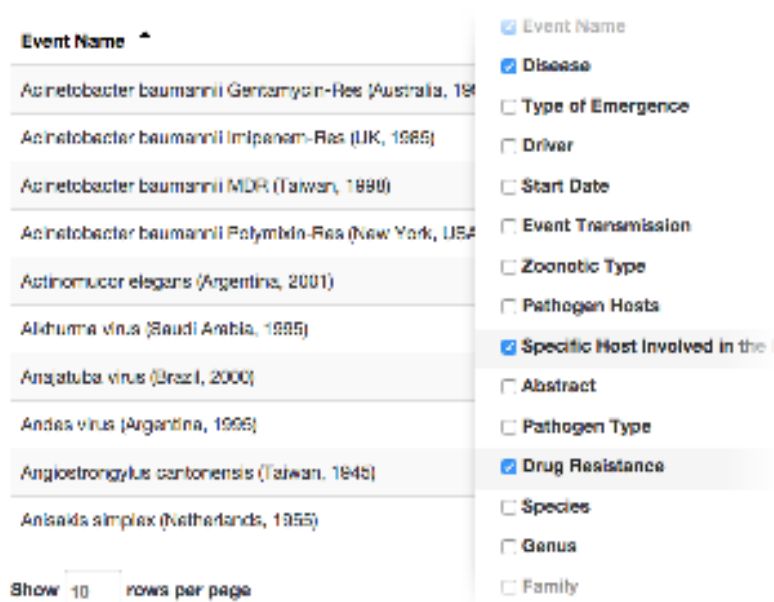 Event Name
Acinetobacter baumannii Gentamycin-Res (Australia,
Acinetobacter baumannii Imipenem-Res (UK, 1985)
Acinetobacter baumannii MDR (Taiwan, 1998)
Acinetobacter baumannii Polymixin-Res (New York, USA
Actinomucor elegans (Argentina, 2001)
Alkhurma virus (Saudi Arabia, 1995)
Anajatuba virus (Brazil, 2000)
Andes virus (Argentina, 1995)
Angiostrongylus cantonensis (Taiwan, 1945)
Anisakis simplex (Netherlands, 1955)
Show 10 rows per page
Event Name
Disease
Type of Emergence
Driver
Start Date
Event Transmission
Zoonotic Type
Pathogen Hosts
Specific Host Involved in the
Abstract
Pathogen Type
Drug Resistance
Species
Genus
Family